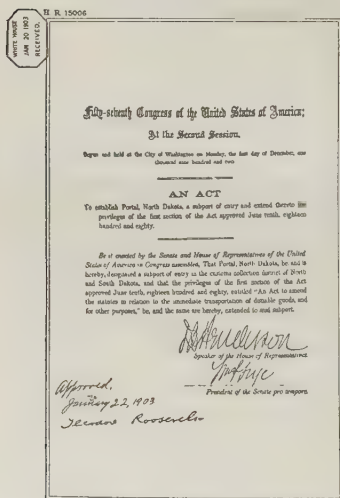 H R 15006
WHITE HOUSE
JAN 20 1903
RECEIVED.
Fifty-seventh Congress of the United States of America;
At the Second Session,
Begun and held at the City of Washington on Monday, the first day of December, one
thousand nine hundred and two.
AN ACT
To establish Portal, North Dakota, a subport of entry and extend thereto the
privileges of the first section of the Act approved June tenth, eighteen
hundred and eighty.
Be it enacted by the Senate and House of Representatives of the United
States of America in Congress assembled, That Portal, North Dakota, be and is
hereby, designated a subport of entry in the customs collection district of North
and South Dakota, and that the privileges of the first section of the Act
approved June tenth, eighteen hundred and eighty, entitled "An Act to amend
the statutes in relation to the immediate transportation of dutiable goods, and
for other purposes," be, and the same are hereby, extended to said subport.
D B Henderson
Speaker of the House of Representatives.
Wm P Frye
President of the Senate pro tempore.
Approved,
January 22, 1903
Theodore Roosevelt